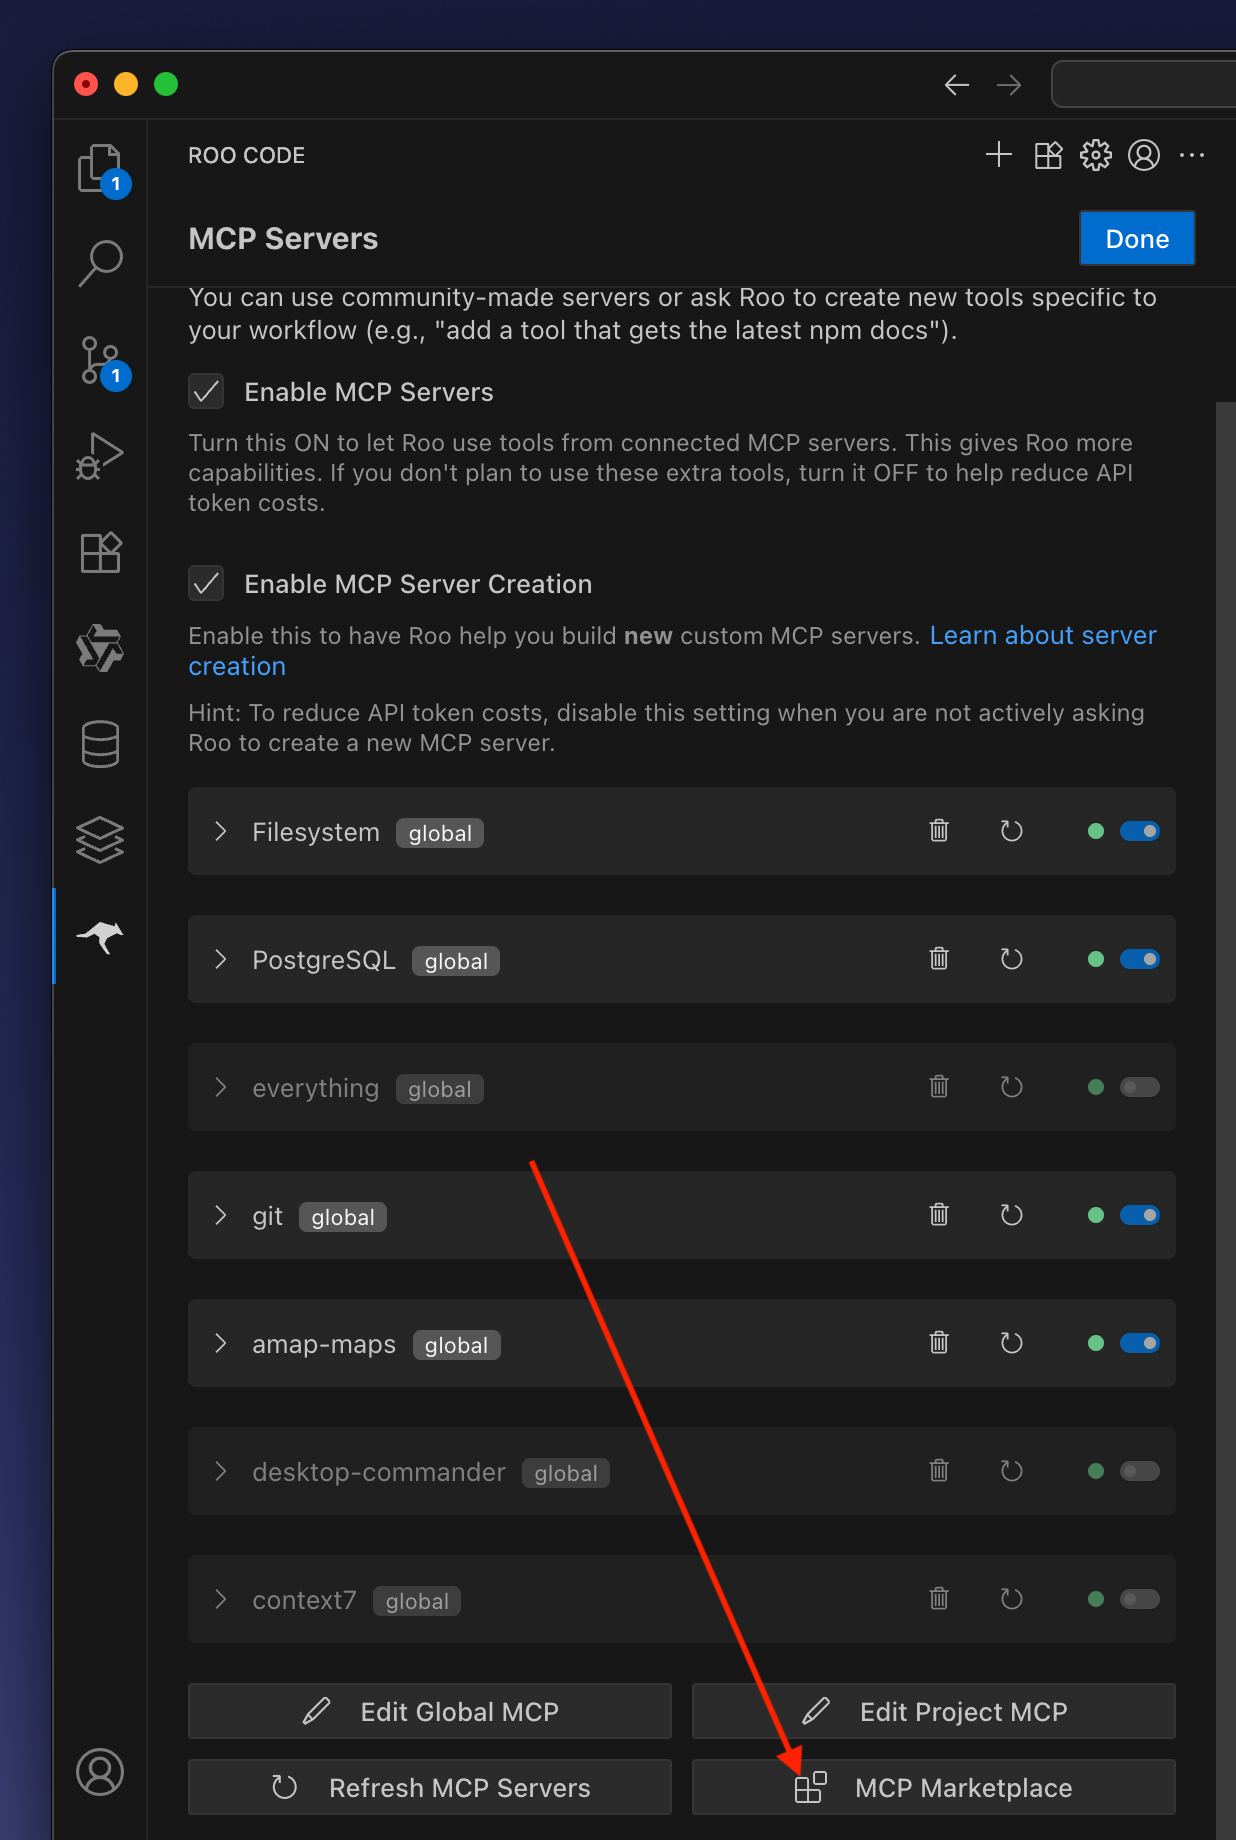 ROO CODE
1
MCP Servers
Done
You can use community-made servers or ask Roo to create new tools specific to
your workflow (e.g., "add a tool that gets the latest npm docs").
Enable MCP Servers
1
Turn this ON to let Roo use tools from connected MCP servers. This gives Roo more
capabilities. If you don't plan to use these extra tools, turn it OFF to help reduce API
token costs.
Enable MCP Server Creation
Enable this to have Roo help you build new custom MCP servers. Learn about server
creation
Hint: To reduce API token costs, disable this setting when you are not actively asking
Roo to create a new MCP server.
Filesystem global
PostgreSQL global
everything global
git global
amap-maps global
desktop-commander global
context7 global
Edit Global MCP
Edit Project MCP
Refresh MCP Servers
MCP Marketplace